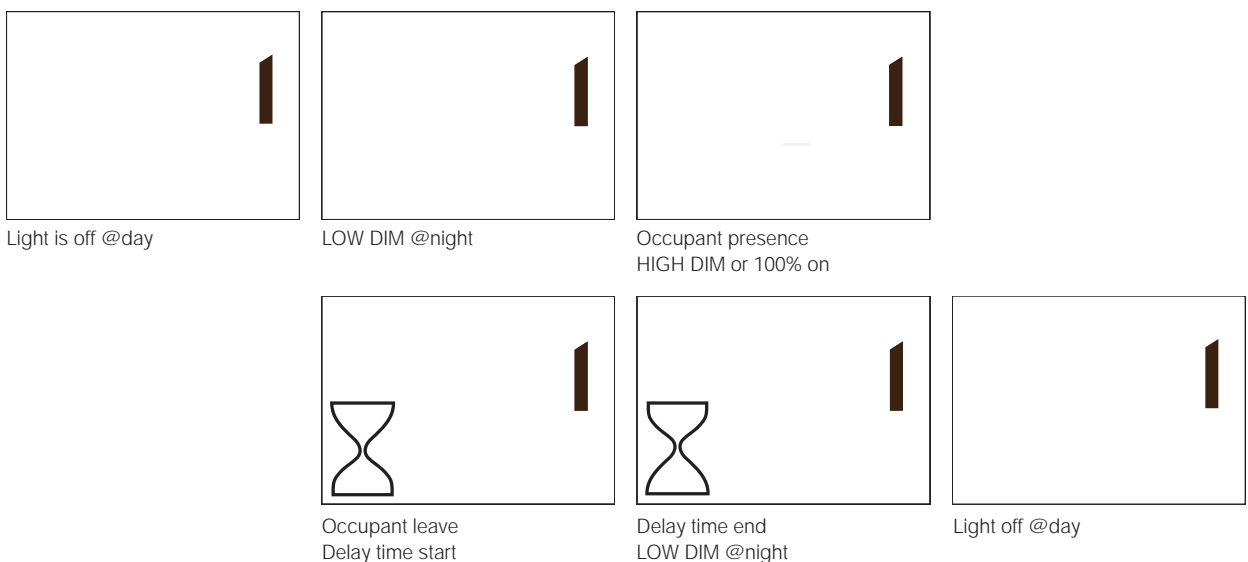 Light is off @day
LOW DIM @night
Occupant presence
HIGH DIM or 100% on
Occupant leave
Delay time start
Delay time end
LOW DIM @night
Light off @day